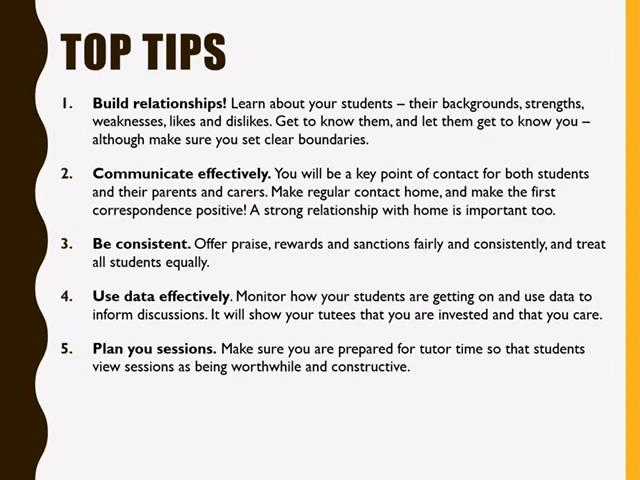 TOP TIPS
1. Build relationships! Learn about your students – their backgrounds, strengths,
weaknesses, likes and dislikes. Get to know them, and let them get to know you –
although make sure you set clear boundaries.
2. Communicate effectively. You will be a key point of contact for both students
and their parents and carers. Make regular contact home, and make the first
correspondence positive! A strong relationship with home is important too.
3. Be consistent. Offer praise, rewards and sanctions fairly and consistently, and treat
all students equally.
4. Use data effectively. Monitor how your students are getting on and use data to
inform discussions. It will show your tutees that you are invested and that you care.
5. Plan you sessions. Make sure you are prepared for tutor time so that students
view sessions as being worthwhile and constructive.